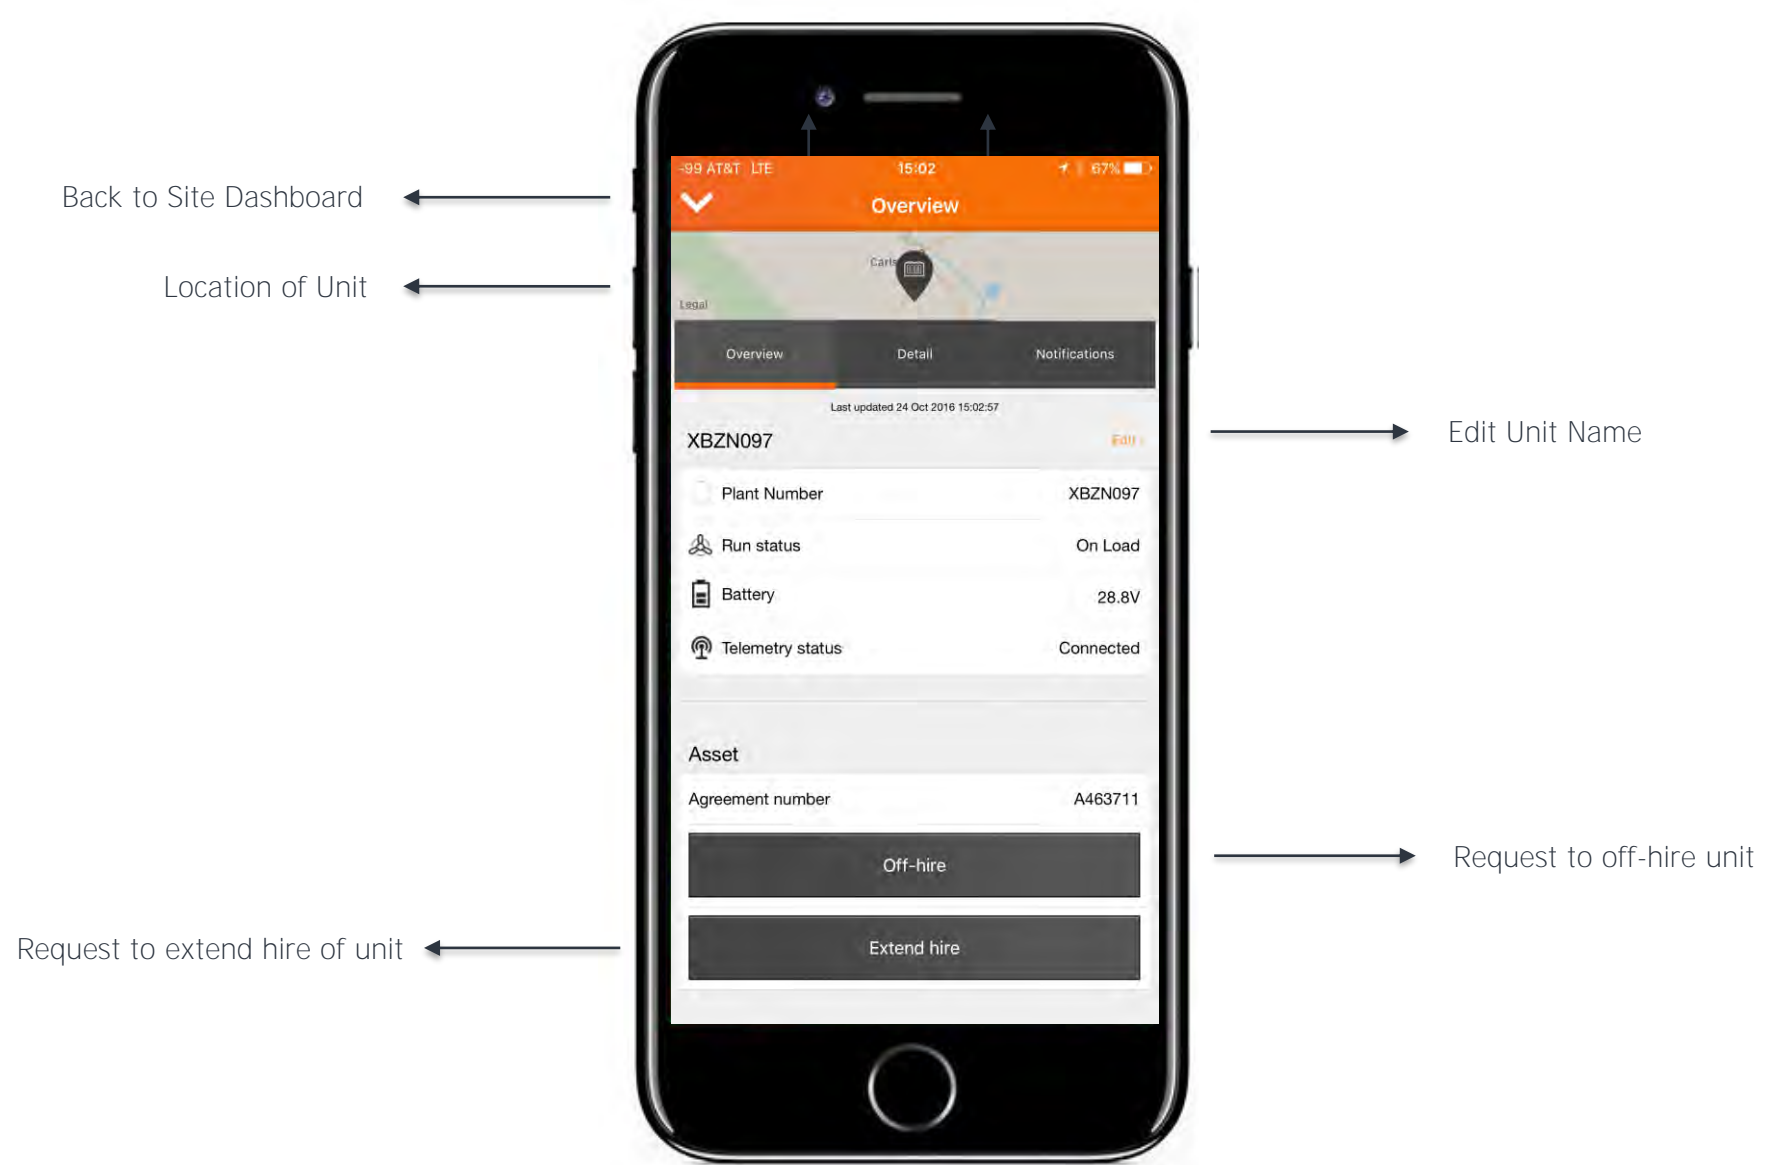 -99 AT&T LTE 15:02 67%
Back to Site Dashboard
Overview
Carls
Location of Unit
Legal
Overview Detail Notifications
Last updated 24 Oct 2016 15:02:57
XBZN097 Edit
Edit Unit Name
Plant Number XBZN097
Run status On Load
Battery 28.8V
Telemetry status Connected
Asset
Agreement number A463711
Off-hire
Request to off-hire unit
Extend hire
Request to extend hire of unit